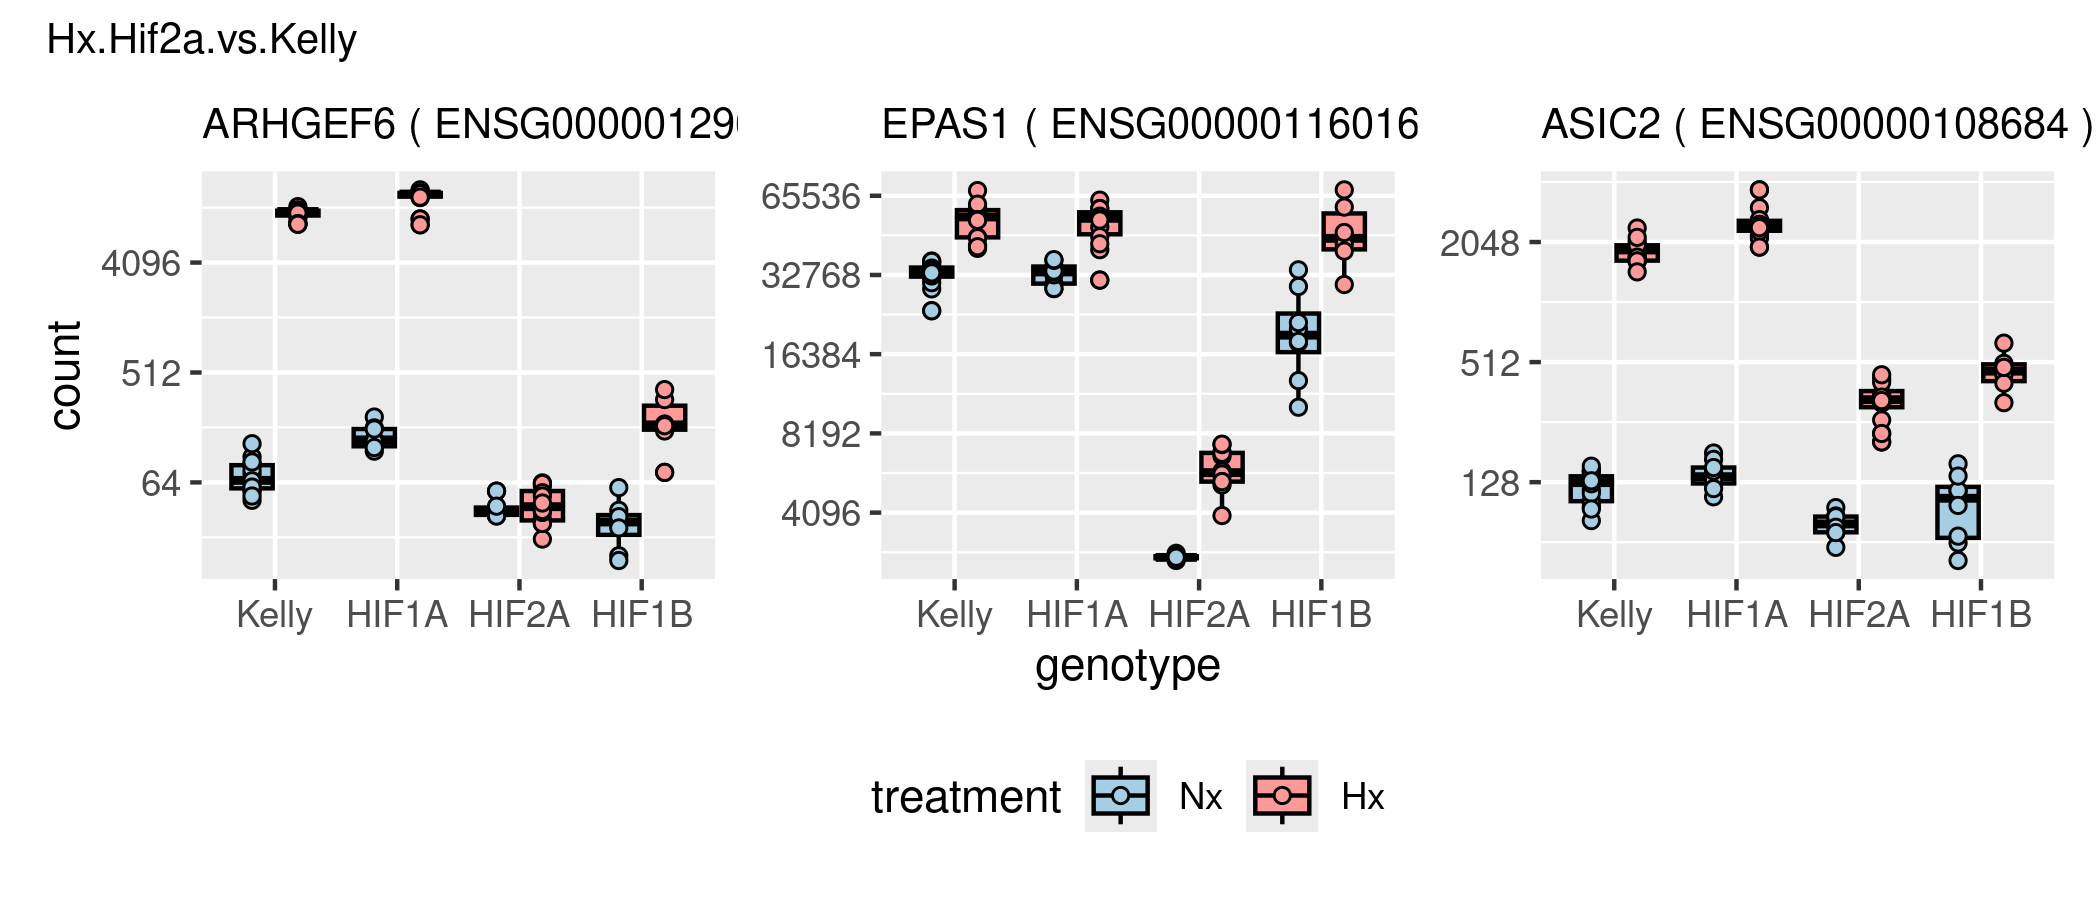 Hx.Hif2a.vs.Kelly
ARHGEF6 ( ENSG00000129
EPAS1 ( ENSG00000116016
ASIC2 ( ENSG00000108684 )
count
4096
512
64
65536
32768
16384
8192
4096
2048
512
128
Kelly HIF1A HIF2A HIF1B
Kelly HIF1A HIF2A HIF1B
Kelly HIF1A HIF2A HIF1B
genotype
treatment Nx Hx